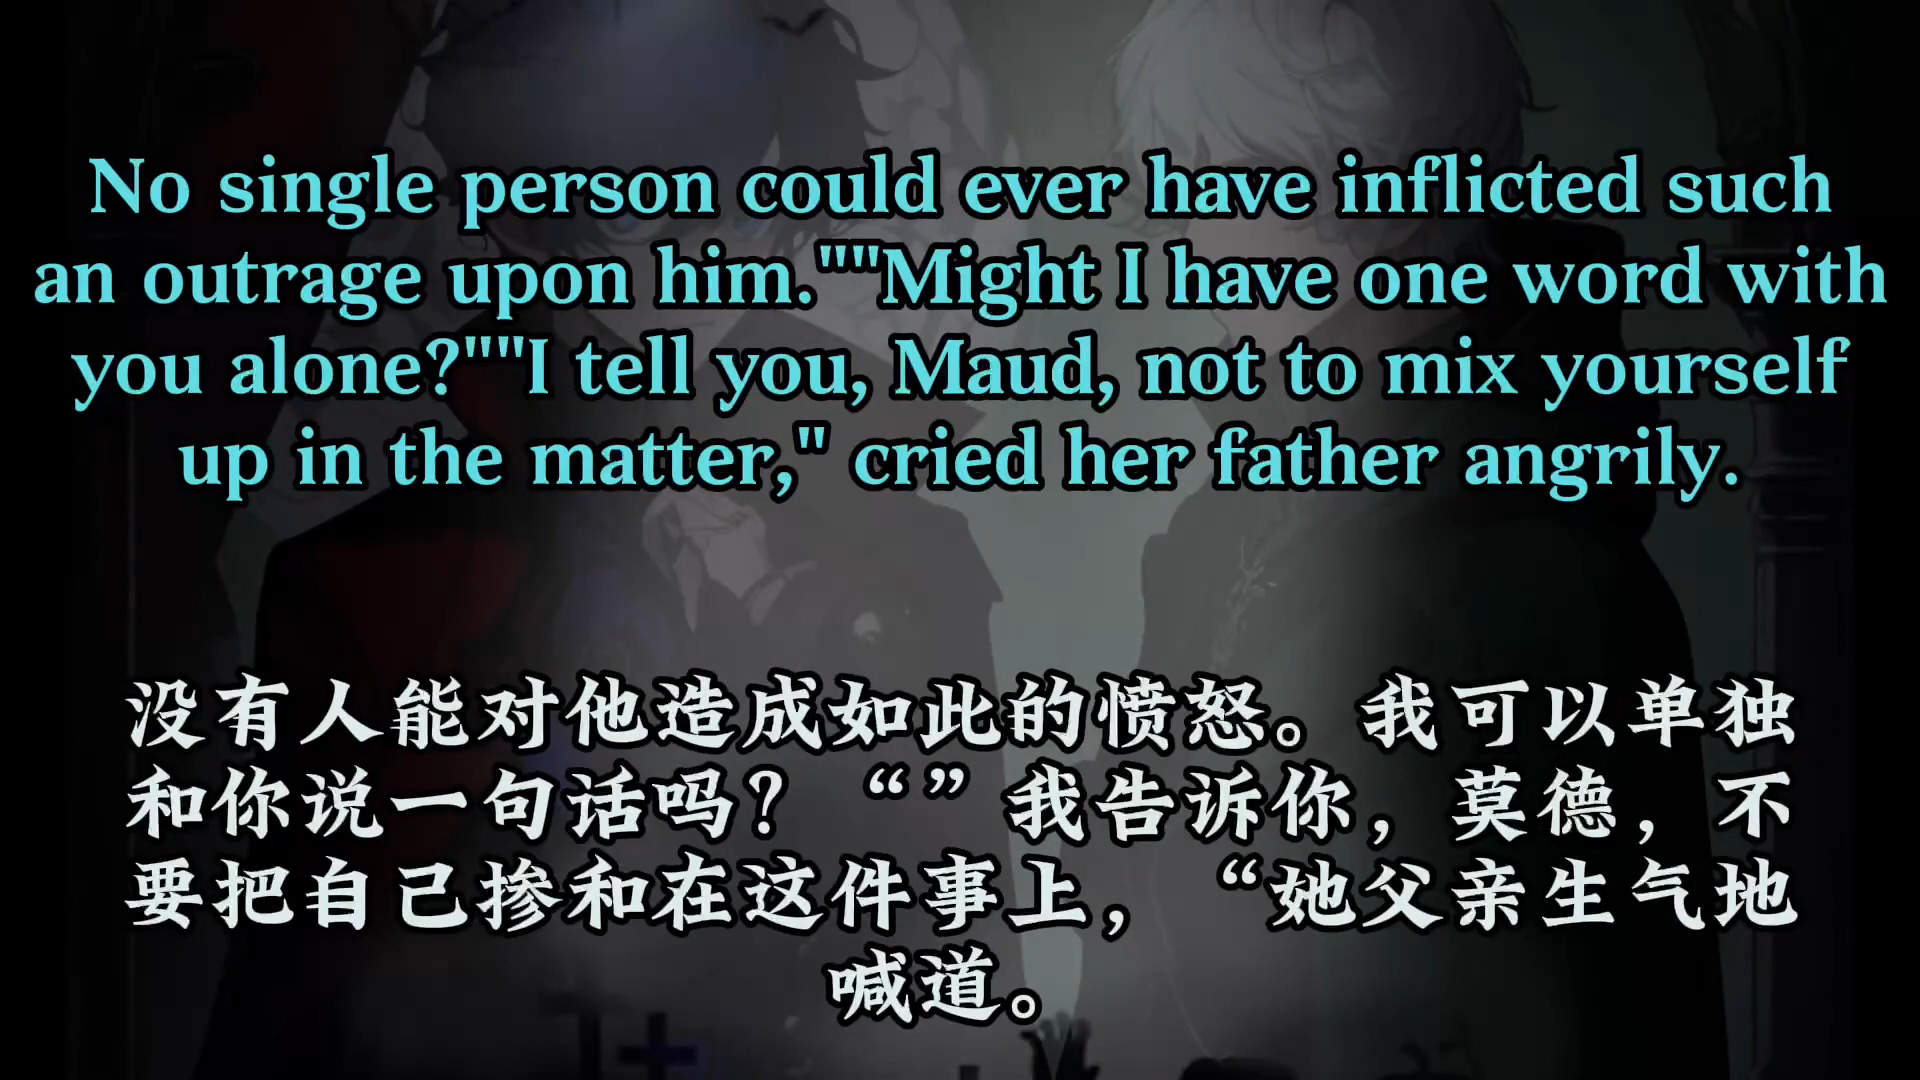 No single person could ever have inflicted such
an outrage upon him.""Might I have one word with
you alone?""I tell you, Maud, not to mix yourself
up in the matter," cried her father angrily.
没有人能对他造成如此的愤怒。我可以单独
和你说一句话吗？“”我告诉你，莫德，不
要把自己掺和在这件事上，“她父亲生气地
喊道。